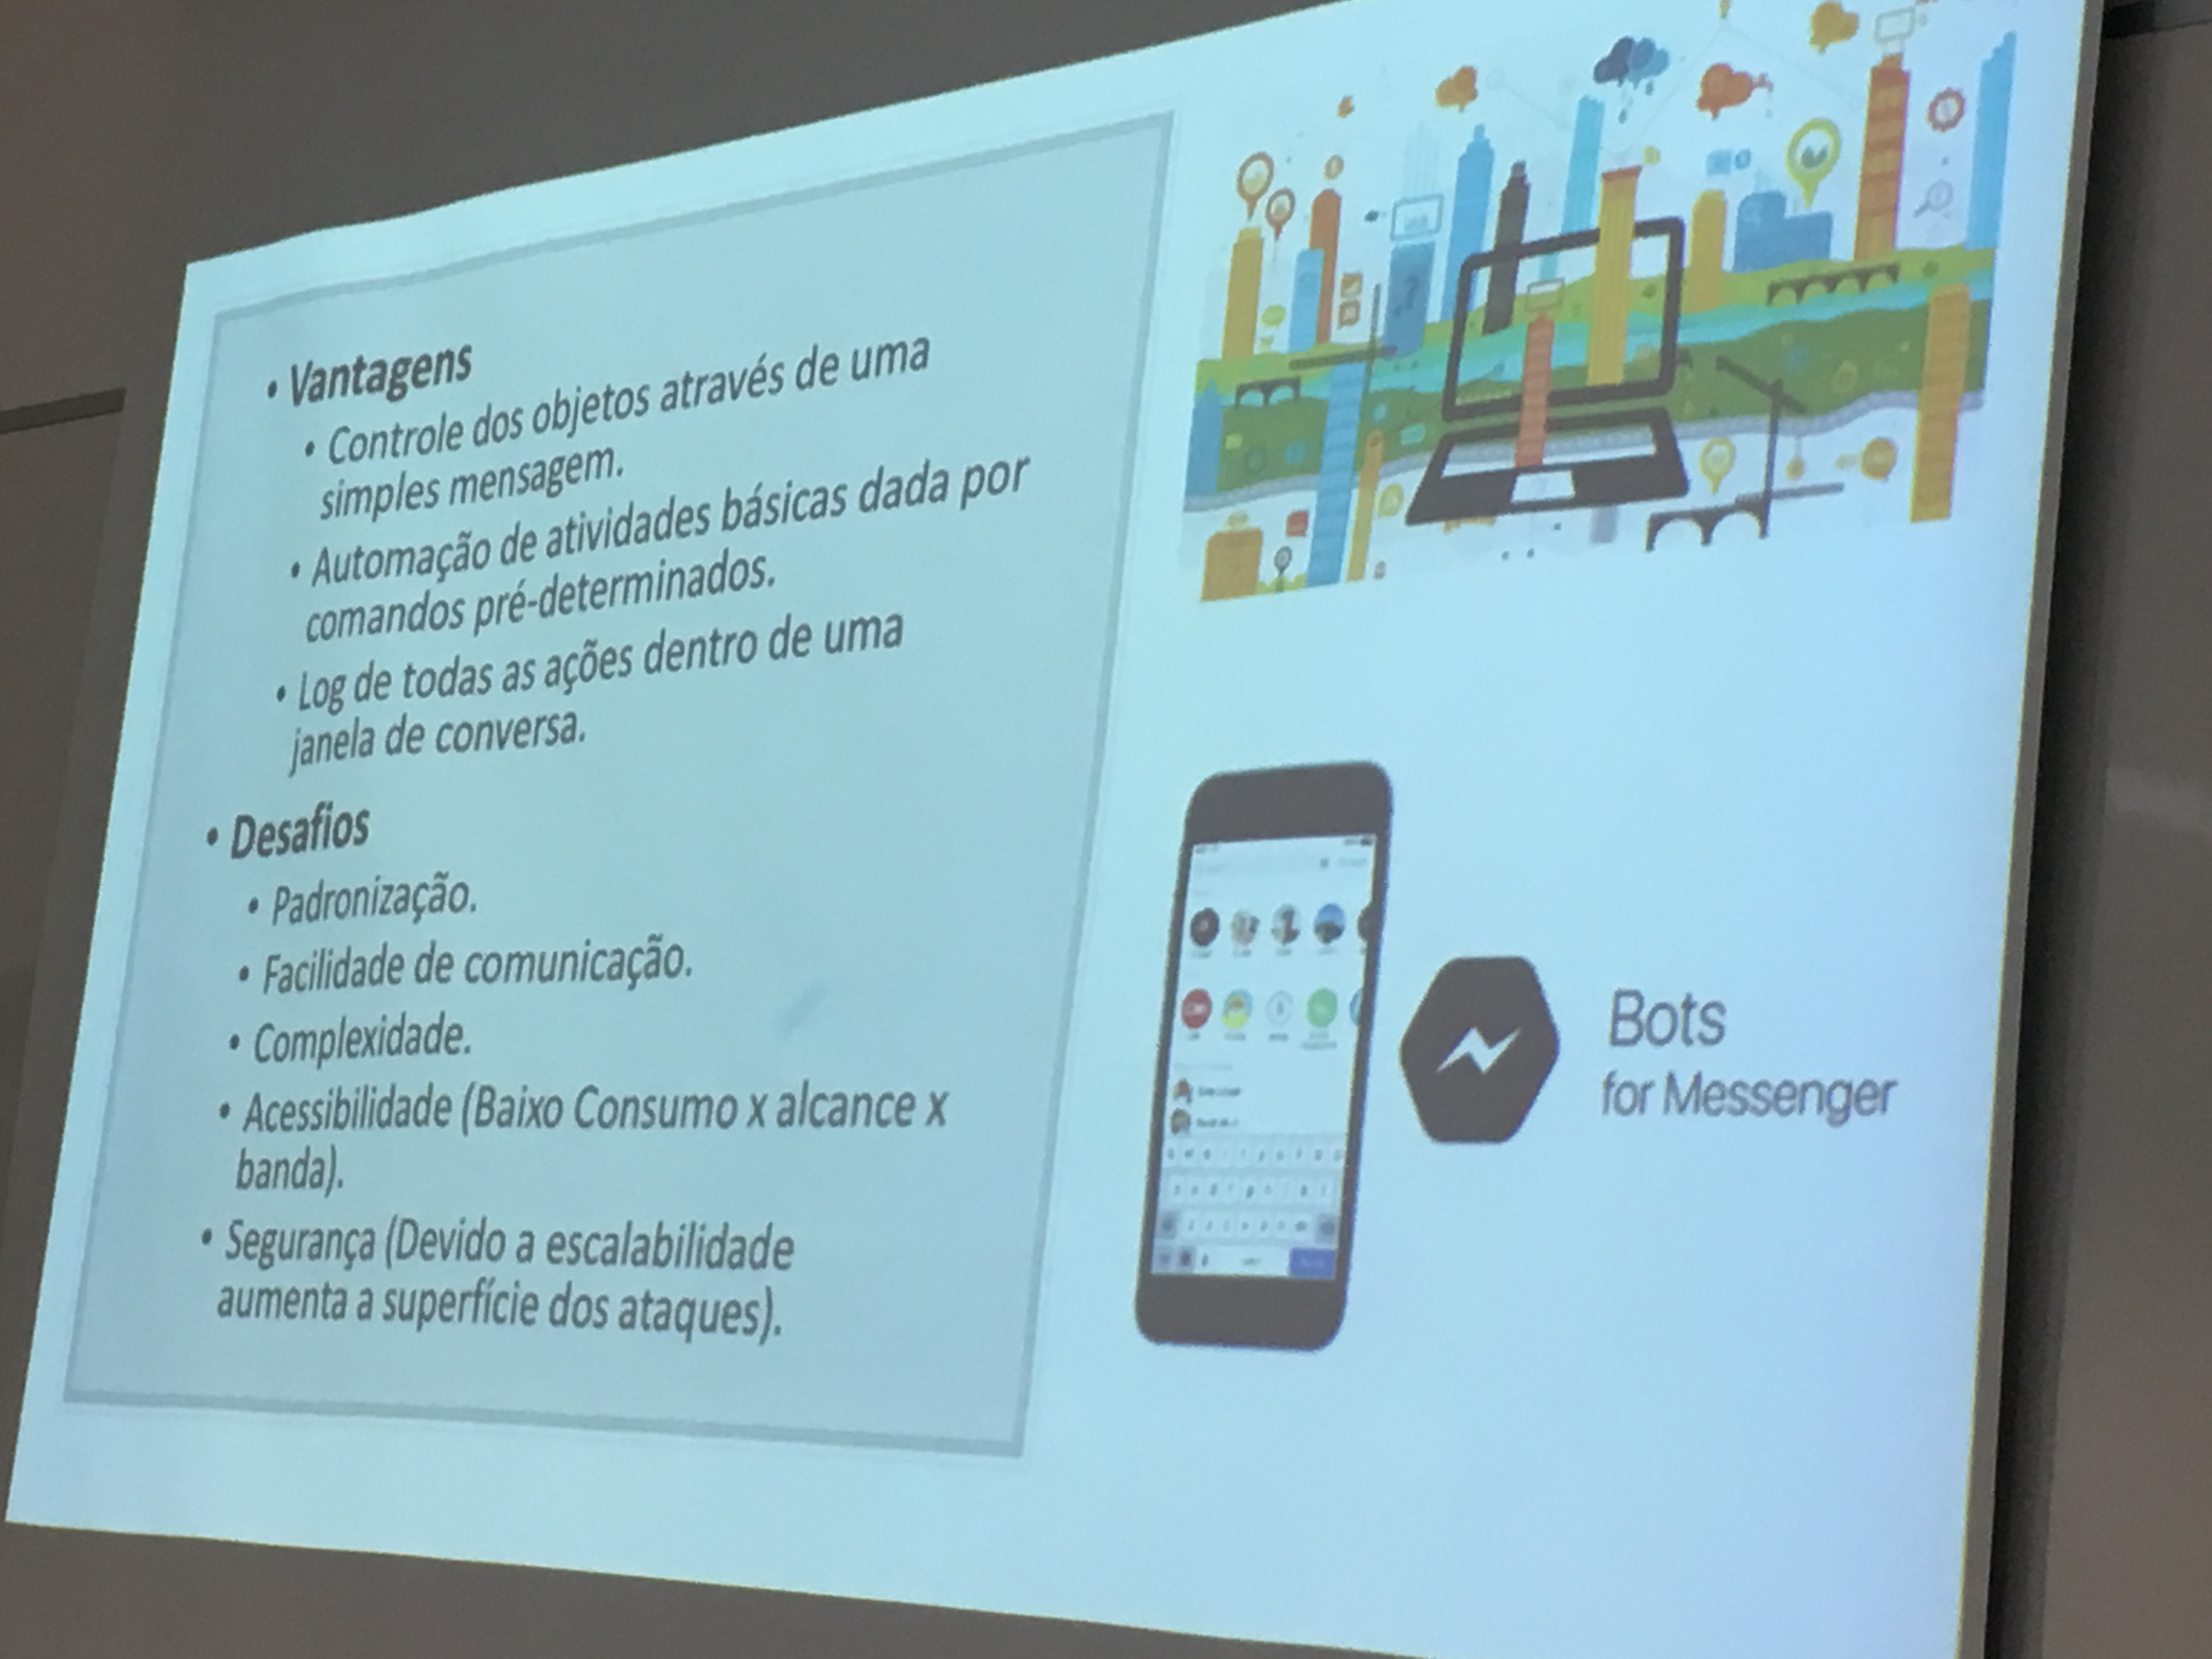 • Vantagens
• Controle dos objetos através de uma
simples mensagem.
• Automação de atividades básicas dada por
comandos pré-determinados.
• Log de todas as ações dentro de uma
janela de conversa.
• Desafios
• Padronização.
• Facilidade de comunicação.
• Complexidade.
• Acessibilidade (Baixo Consumo x alcance x
banda).
• Segurança (Devido a escalabilidade
aumenta a superfície dos ataques).
Bots
for Messenger